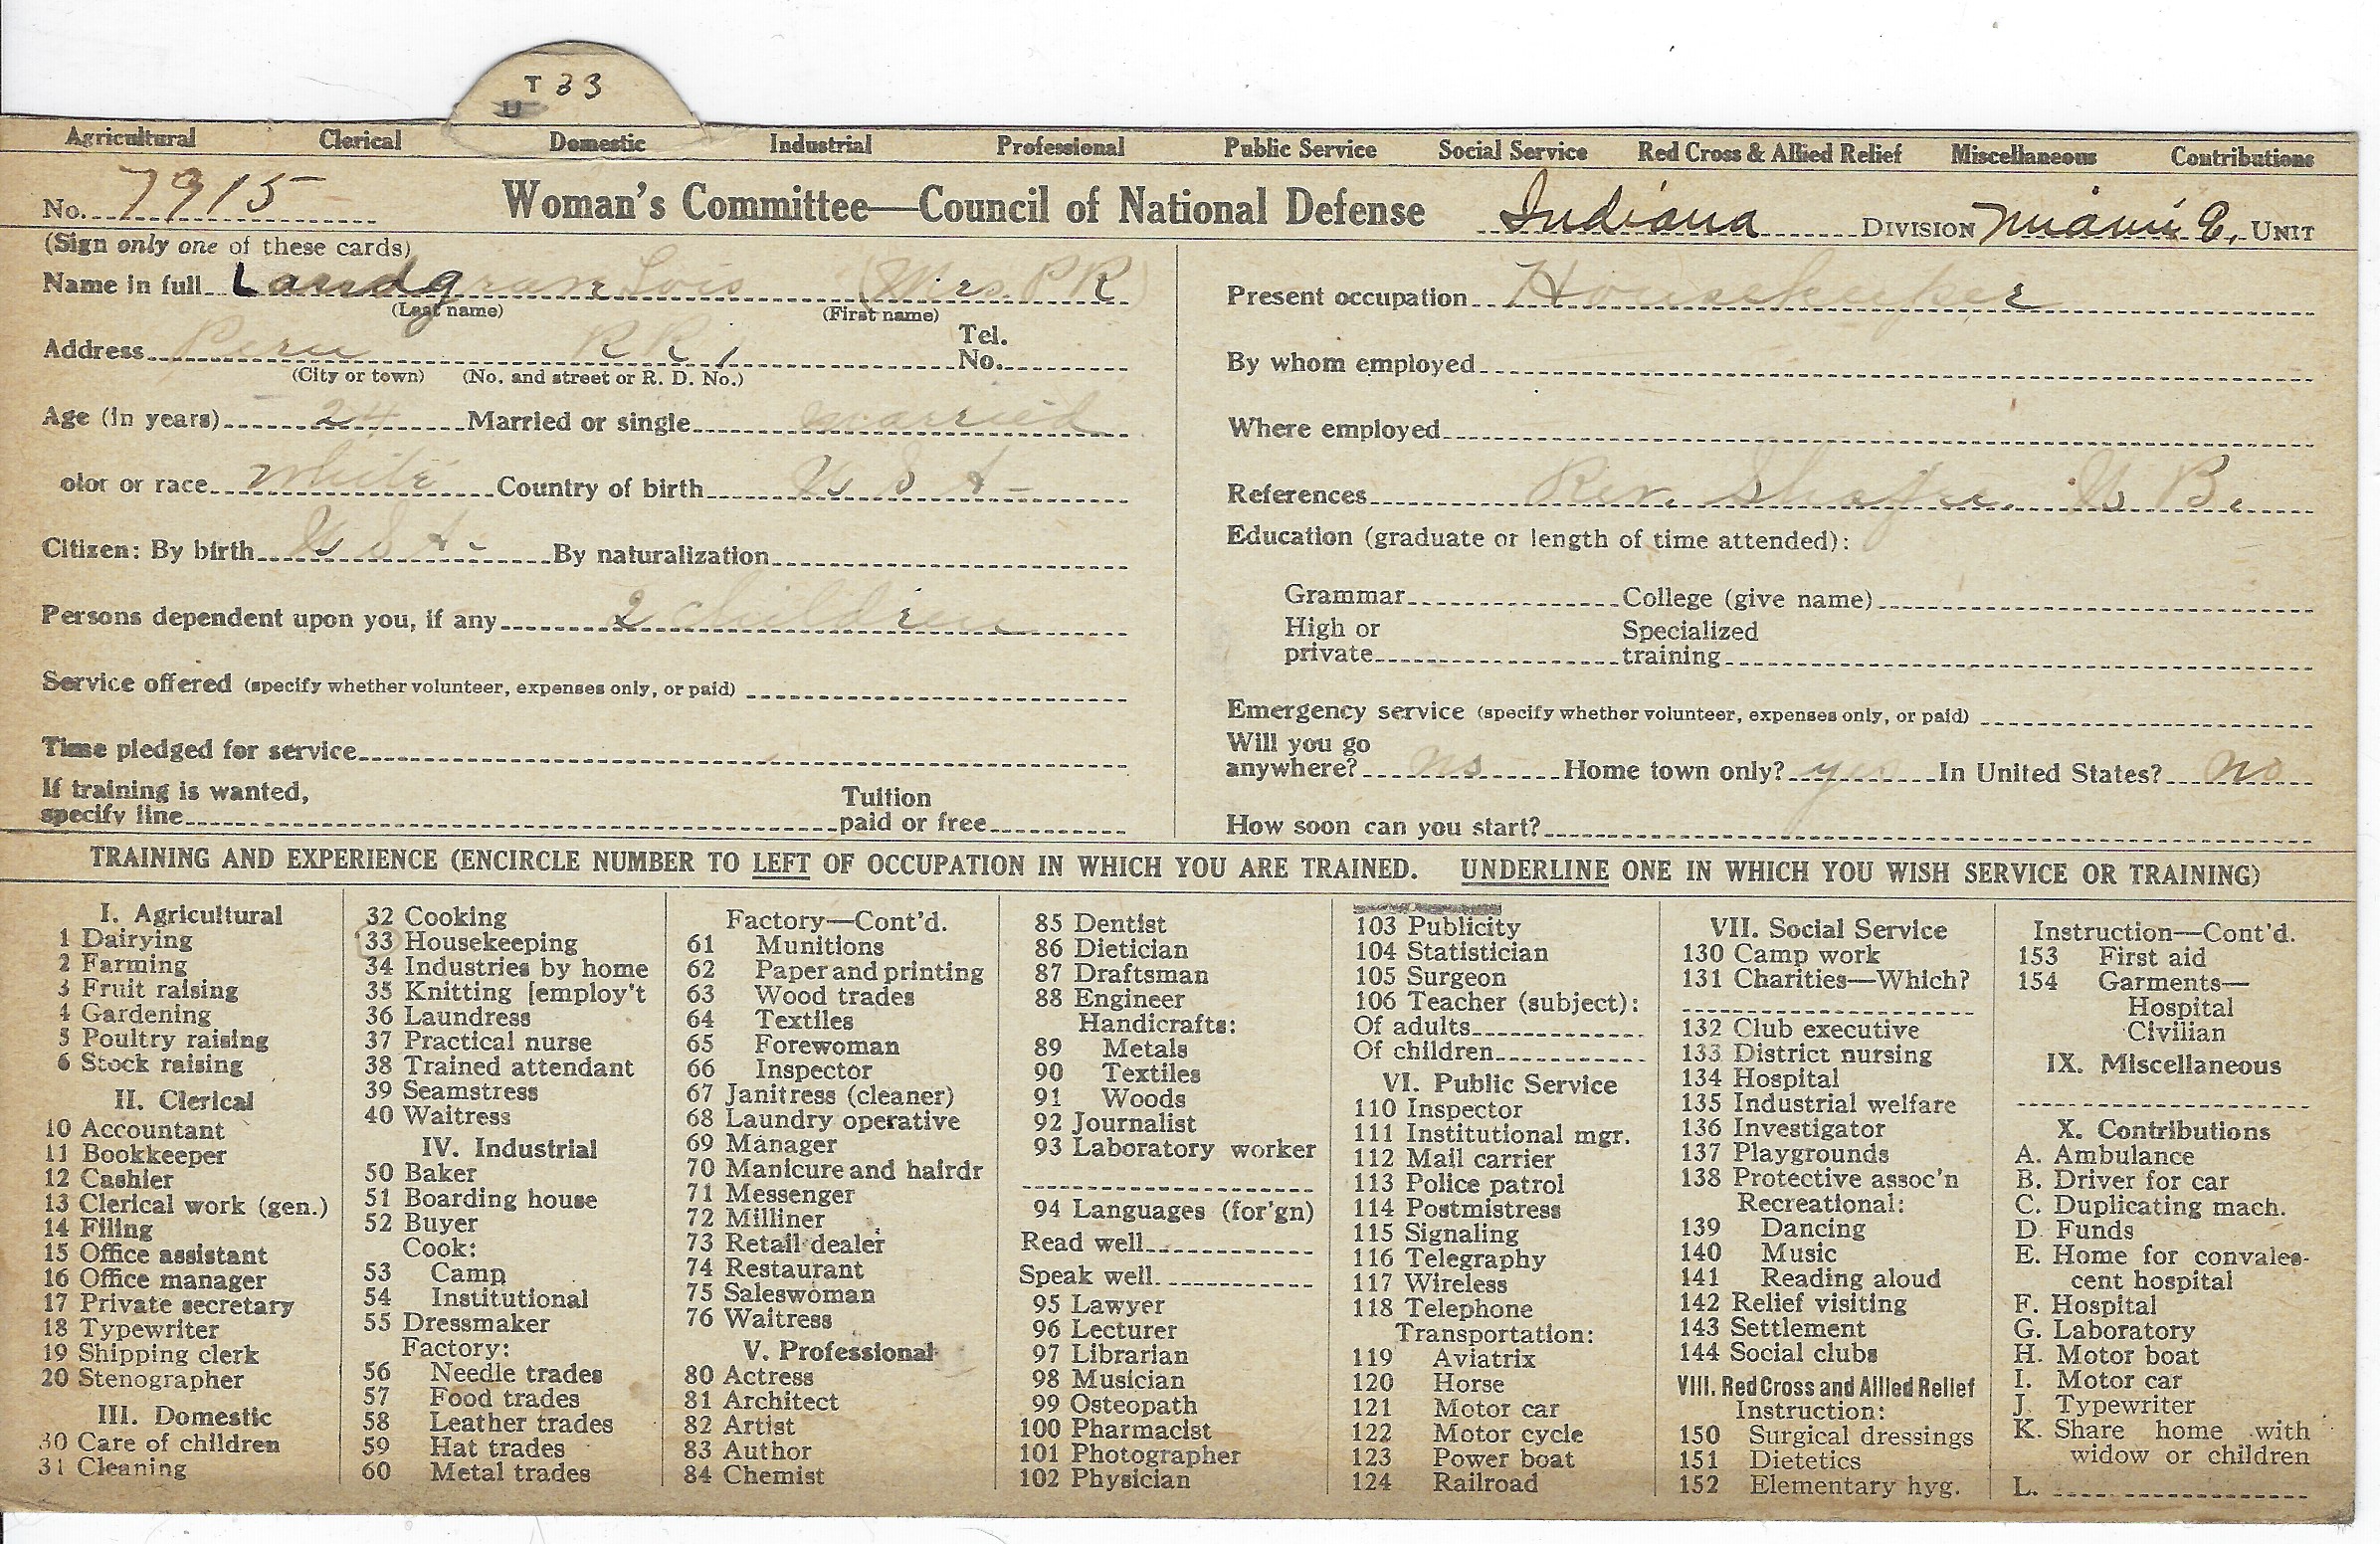 T 33
U
Agricultural Clerical Domestic Industrial Professional Public Service Social Service Red Cross & Allied Relief Miscellaneous Contributions
No. 7915 Woman's Committee—Council of National Defense Indiana DIVISION Miami Co. UNIT
(Sign only one of these cards)
Name in full Landgran Lois (Mrs. P R
(Last name) (First name)
Address Peru R R 1 Tel. No.
(City or town) (No. and street or R. D. No.)
Age (in years) 24 Married or single married
olor or race White Country of birth U S A
Citizen: By birth U S A By naturalization
Persons dependent upon you, if any 2 children
Service offered (specify whether volunteer, expenses only, or paid)
Time pledged for service
If training is wanted,
specify line Tuition paid or free
Present occupation Housekeeper
By whom employed
Where employed
References Rev. Shafer. U B.
Education (graduate or length of time attended):
Grammar College (give name)
High or private Specialized training
Emergency service (specify whether volunteer, expenses only, or paid)
Will you go
anywhere? no Home town only? yes In United States? no
How soon can you start?
TRAINING AND EXPERIENCE (ENCIRCLE NUMBER TO LEFT OF OCCUPATION IN WHICH YOU ARE TRAINED. UNDERLINE ONE IN WHICH YOU WISH SERVICE OR TRAINING)
I. Agricultural
1 Dairying
2 Farming
3 Fruit raising
4 Gardening
5 Poultry raising
6 Stock raising
II. Clerical
10 Accountant
11 Bookkeeper
12 Cashier
13 Clerical work (gen.)
14 Filing
15 Office assistant
16 Office manager
17 Private secretary
18 Typewriter
19 Shipping clerk
20 Stenographer
III. Domestic
30 Care of children
31 Cleaning
32 Cooking
33 Housekeeping
34 Industries by home
35 Knitting [employ't
36 Laundress
37 Practical nurse
38 Trained attendant
39 Seamstress
40 Waitress
IV. Industrial
50 Baker
51 Boarding house
52 Buyer
Cook:
53 Camp
54 Institutional
55 Dressmaker
Factory:
56 Needle trades
57 Food trades
58 Leather trades
59 Hat trades
60 Metal trades
Factory—Cont'd.
61 Munitions
62 Paper and printing
63 Wood trades
64 Textiles
65 Forewoman
66 Inspector
67 Janitress (cleaner)
68 Laundry operative
69 Manager
70 Manicure and hairdr
71 Messenger
72 Milliner
73 Retail dealer
74 Restaurant
75 Saleswoman
76 Waitress
V. Professional
80 Actress
81 Architect
82 Artist
83 Author
84 Chemist
85 Dentist
86 Dietician
87 Draftsman
88 Engineer
Handicrafts:
89 Metals
90 Textiles
91 Woods
92 Journalist
93 Laboratory worker
94 Languages (for'gn)
Read well
Speak well
95 Lawyer
96 Lecturer
97 Librarian
98 Musician
99 Osteopath
100 Pharmacist
101 Photographer
102 Physician
103 Publicity
104 Statistician
105 Surgeon
106 Teacher (subject):
Of adults
Of children
VI. Public Service
110 Inspector
111 Institutional mgr.
112 Mail carrier
113 Police patrol
114 Postmistress
115 Signaling
116 Telegraphy
117 Wireless
118 Telephone
Transportation:
119 Aviatrix
120 Horse
121 Motor car
122 Motor cycle
123 Power boat
124 Railroad
VII. Social Service
130 Camp work
131 Charities—Which?
132 Club executive
133 District nursing
134 Hospital
135 Industrial welfare
136 Investigator
137 Playgrounds
138 Protective assoc'n
Recreational:
139 Dancing
140 Music
141 Reading aloud
142 Relief visiting
143 Settlement
144 Social clubs
VIII. Red Cross and Allied Relief
Instruction:
150 Surgical dressings
151 Dietetics
152 Elementary hyg.
Instruction—Cont'd.
153 First aid
154 Garments—
Hospital
Civilian
IX. Miscellaneous
X. Contributions
A. Ambulance
B. Driver for car
C. Duplicating mach.
D. Funds
E. Home for convales-
cent hospital
F. Hospital
G. Laboratory
H. Motor boat
I. Motor car
J. Typewriter
K. Share home with
widow or children
L.